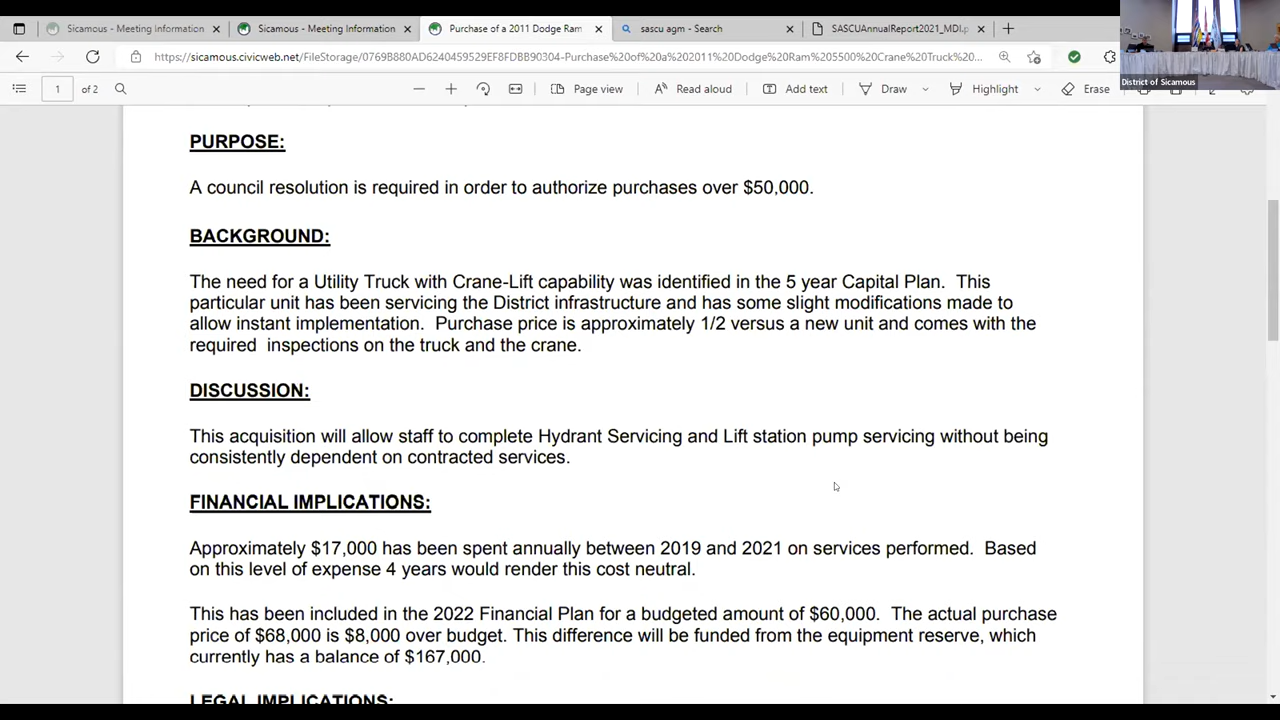 Sicamous - Meeting Information
Sicamous - Meeting Information
Purchase of a 2011 Dodge Ram
sascu agm - Search
SASCUAnnualReport2021_MDI.p
https://sicamous.civicweb.net/FileStorage/0769B880AD6240459529EF8FDBB90304-Purchase%20of%20a%202011%20Dodge%20Ram%205500%20Crane%20Truck%20...
1 of 2
Page view
Read aloud
Add text
Draw
Highlight
Erase
District of Sicamous
PURPOSE:
A council resolution is required in order to authorize purchases over $50,000.
BACKGROUND:
The need for a Utility Truck with Crane-Lift capability was identified in the 5 year Capital Plan. This
particular unit has been servicing the District infrastructure and has some slight modifications made to
allow instant implementation. Purchase price is approximately 1/2 versus a new unit and comes with the
required inspections on the truck and the crane.
DISCUSSION:
This acquisition will allow staff to complete Hydrant Servicing and Lift station pump servicing without being
consistently dependent on contracted services.
FINANCIAL IMPLICATIONS:
Approximately $17,000 has been spent annually between 2019 and 2021 on services performed. Based
on this level of expense 4 years would render this cost neutral.
This has been included in the 2022 Financial Plan for a budgeted amount of $60,000. The actual purchase
price of $68,000 is $8,000 over budget. This difference will be funded from the equipment reserve, which
currently has a balance of $167,000.
LEGAL IMPLICATIONS: